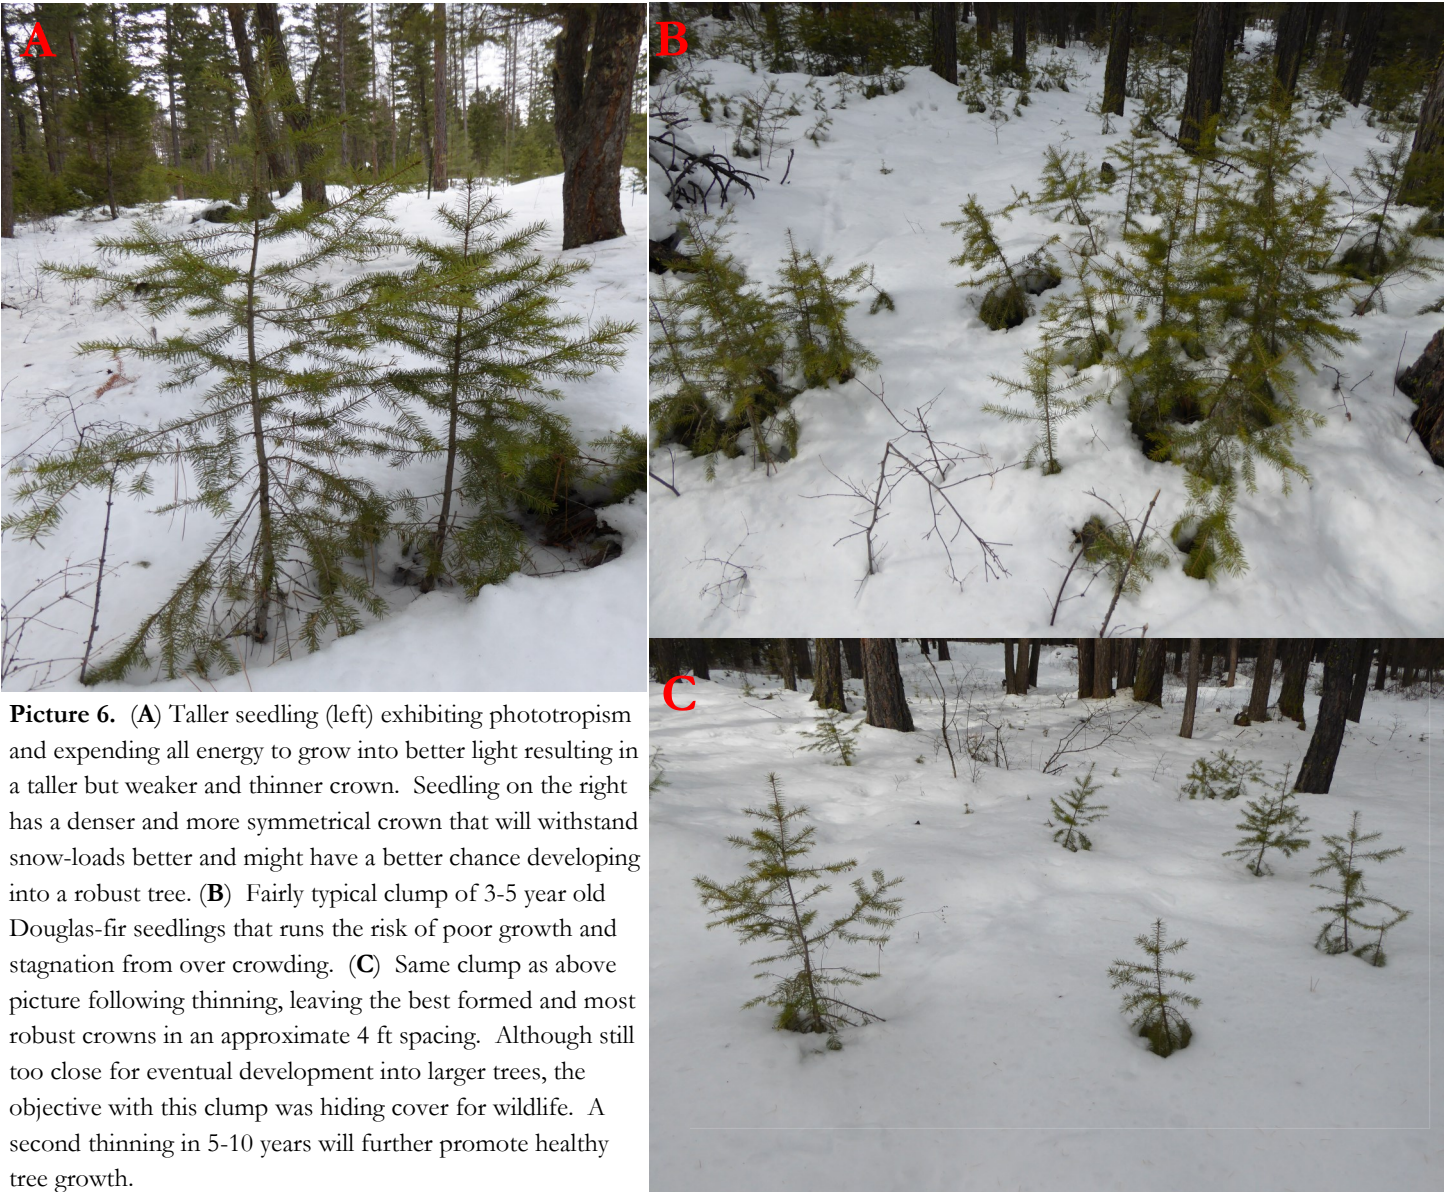 A
B
C
Picture 6. (A) Taller seedling (left) exhibiting phototropism
and expending all energy to grow into better light resulting in
a taller but weaker and thinner crown. Seedling on the right
has a denser and more symmetrical crown that will withstand
snow-loads better and might have a better chance developing
into a robust tree. (B) Fairly typical clump of 3-5 year old
Douglas-fir seedlings that runs the risk of poor growth and
stagnation from over crowding. (C) Same clump as above
picture following thinning, leaving the best formed and most
robust crowns in an approximate 4 ft spacing. Although still
too close for eventual development into larger trees, the
objective with this clump was hiding cover for wildlife. A
second thinning in 5-10 years will further promote healthy
tree growth.